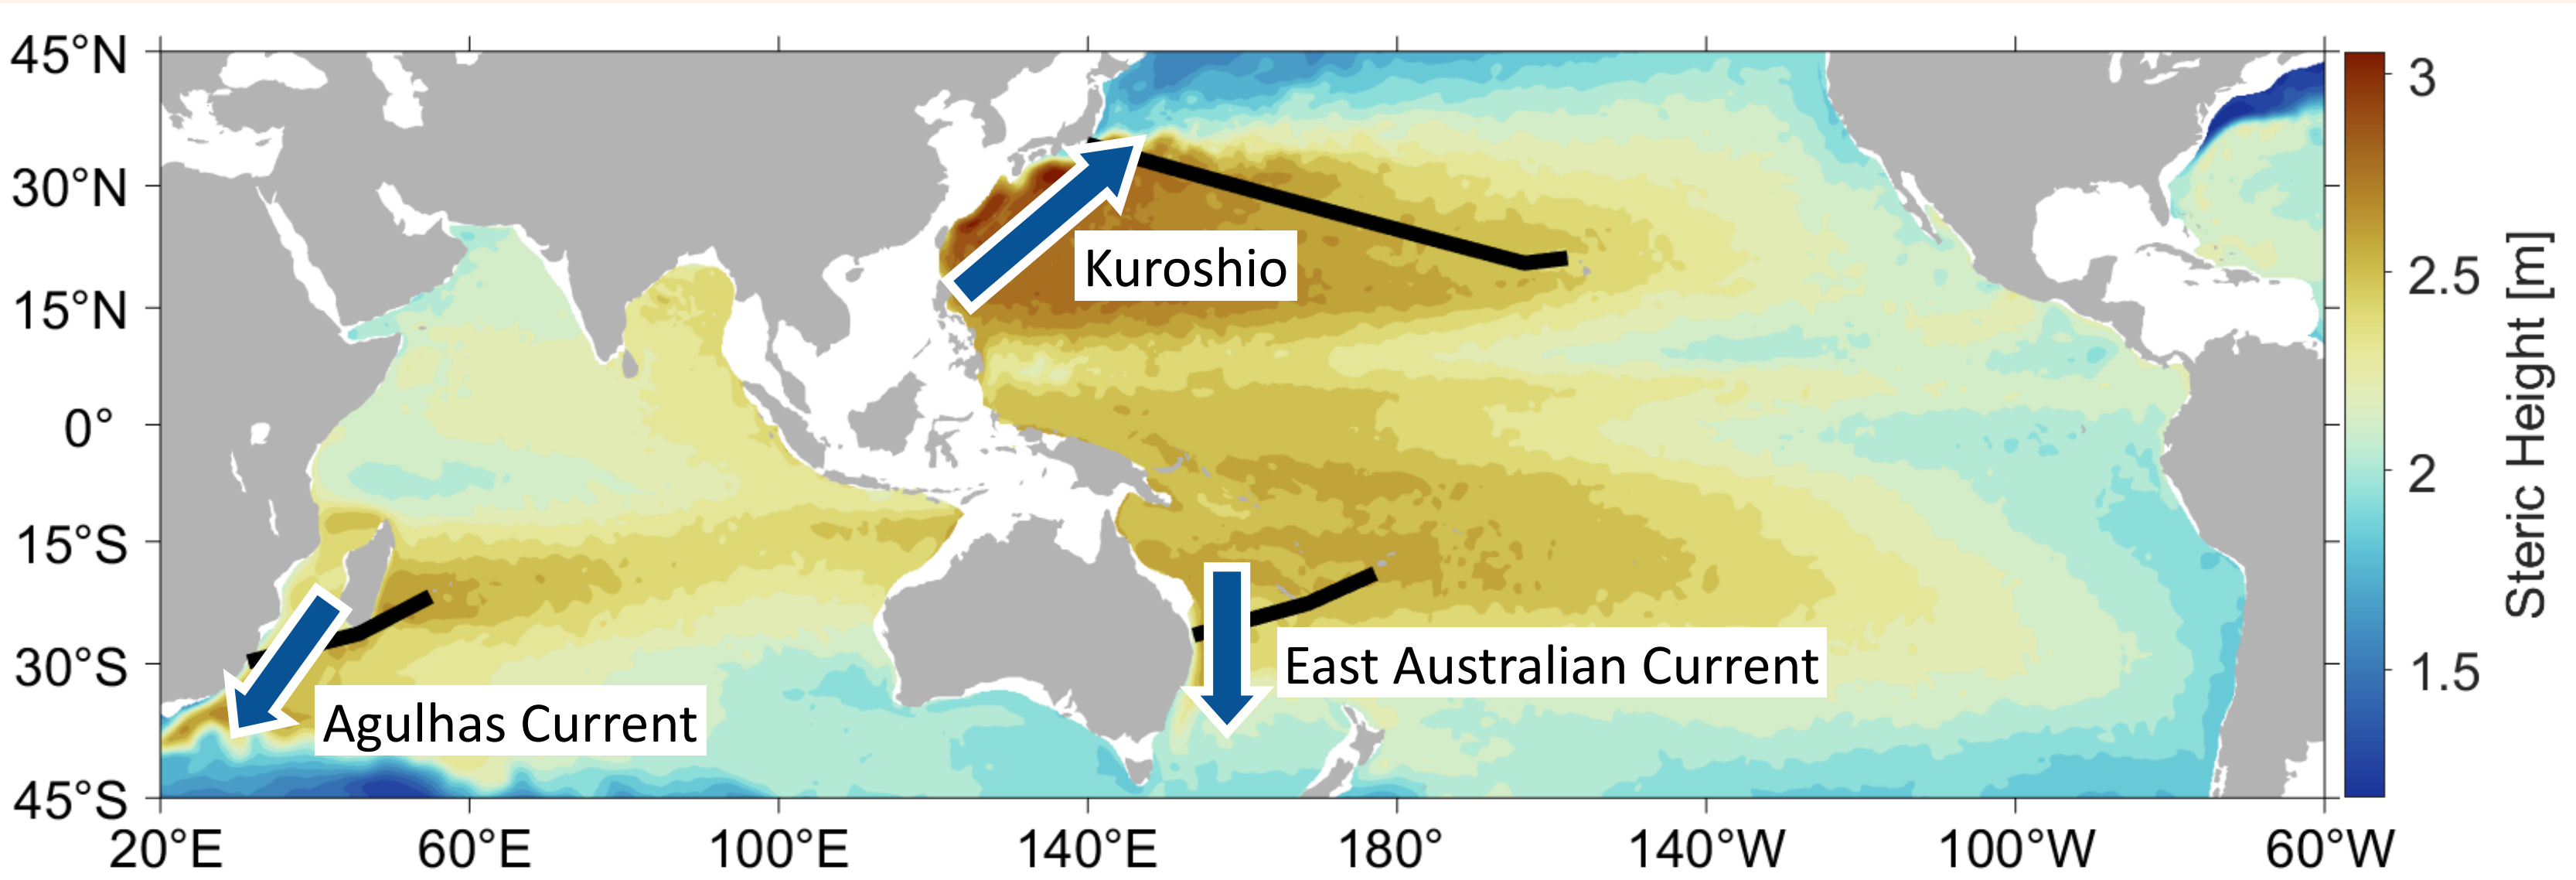 45°N
30°N
15°N
0°
15°S
30°S
45°S
20°E 60°E 100°E 140°E 180° 140°W 100°W 60°W
Kuroshio
East Australian Current
Agulhas Current
3
2.5
2
1.5
Steric Height [m]